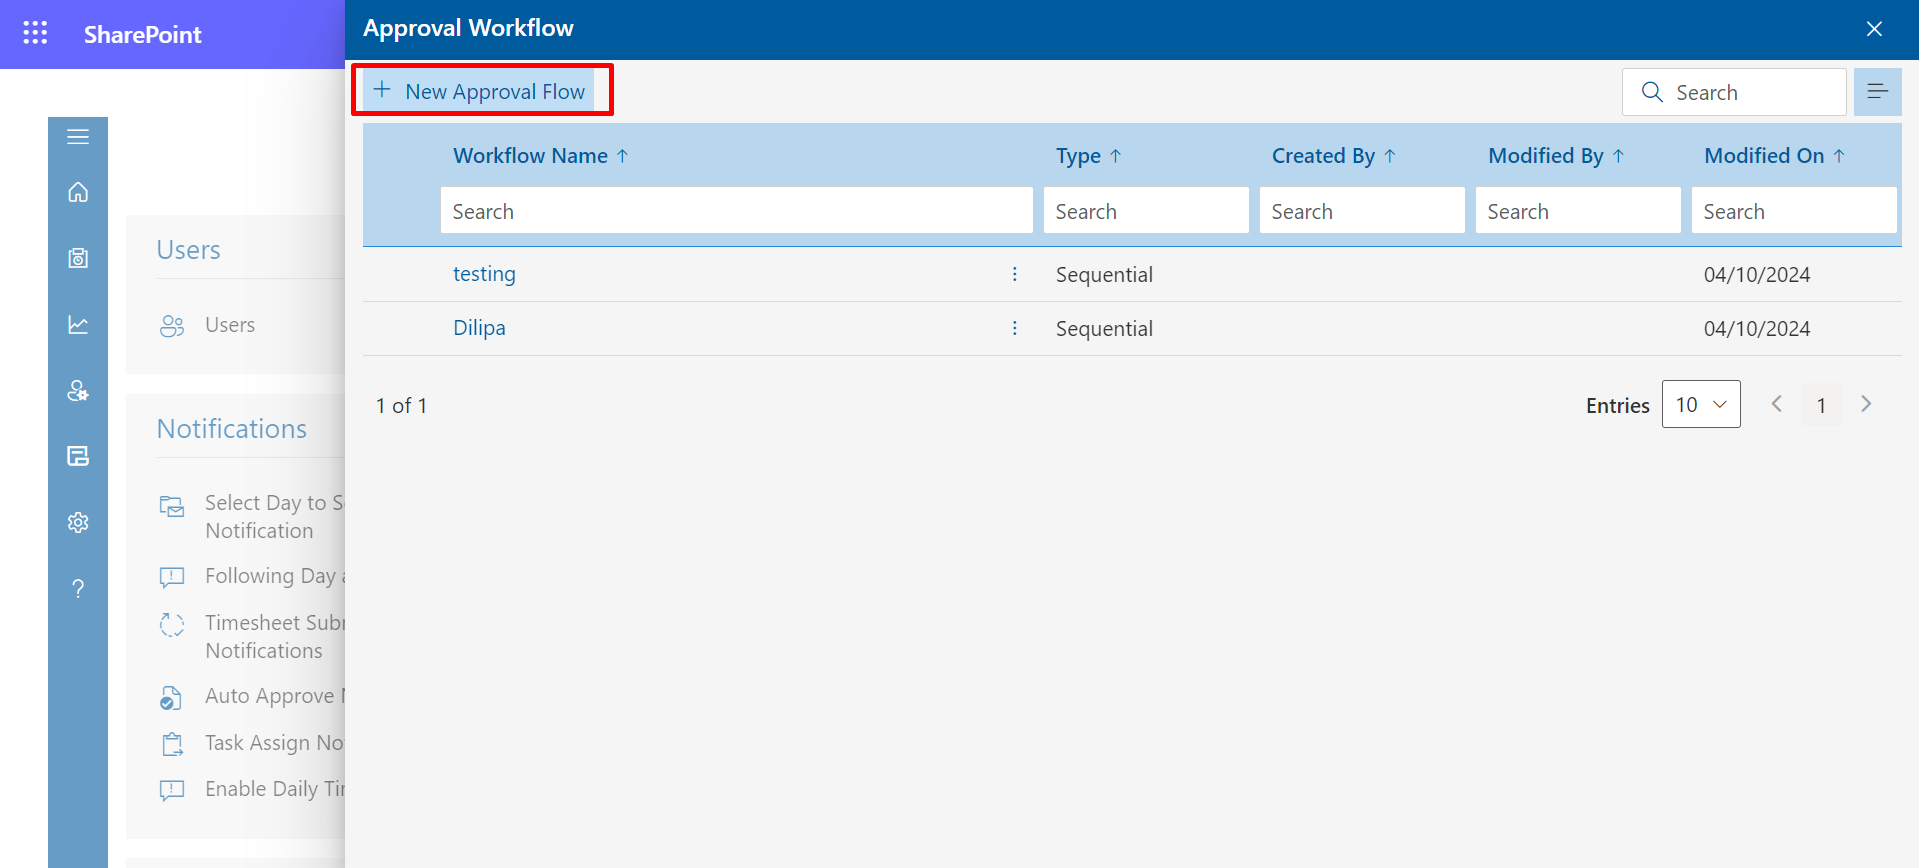 SharePoint
Approval Workflow
New Approval Flow
Search
Workflow Name
Type
Created By
Modified By
Modified On
Search
Search
Search
Search
Search
testing
Sequential
04/10/2024
Dilipa
Sequential
04/10/2024
1 of 1
Entries
10
1
Users
Users
Notifications
Select Day to S
Notification
Following Day
Timesheet Sub
Notifications
Auto Approve
Task Assign No
Enable Daily Ti